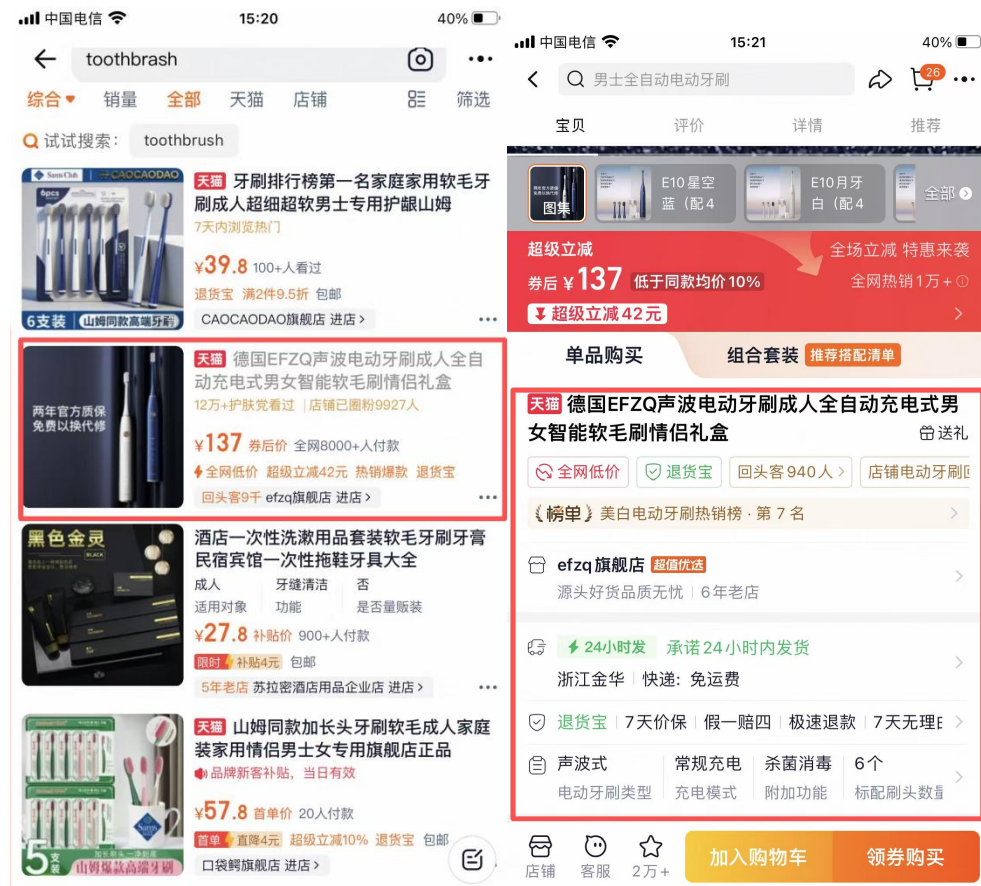 中国电信
15:20
40%
toothbrash
综合
销量
全部
天猫
店铺
筛选
试试搜索：
toothbrush
Sams Club
CAOCAODAO
6pcs
6支装
山姆同款高端牙刷
天猫 牙刷排行榜第一名家庭家用软毛牙
刷成人超细超软男士专用护龈山姆
7天内浏览热门
¥39.8 100+人看过
退货宝 满2件9.5折 包邮
CAOCAODAO旗舰店 进店>
两年官方质保
免费以换代修
天猫 德国EFZQ声波电动牙刷成人全自
动充电式男女智能软毛刷情侣礼盒
12万+护肤党看过 | 店铺已圈粉9927人
¥137 券后价 全网8000+人付款
全网低价 超级立减42元 热销爆款 退货宝
回头客9千 efzq旗舰店 进店>
黑色金灵
BLACK
酒店一次性洗漱用品套装软毛牙刷牙膏
民宿宾馆一次性拖鞋牙具大全
成人 牙缝清洁 否
适用对象 功能 是否量贩装
¥27.8 补贴价 900+人付款
限时 补贴4元 包邮
5年老店 苏拉密酒店用品企业店 进店>
Sam's
5支装
加长刷头一净到底
山姆爆款高端牙刷
天猫 山姆同款加长头牙刷软毛成人家庭
装家用情侣男士女专用旗舰店正品
品牌新客补贴，当日有效
¥57.8 首单价 20人付款
首单 直降4元 超级立减10% 退货宝 包邮
口袋鳄旗舰店 进店>
中国电信
15:21
40%
男士全自动电动牙刷
26
宝贝
评价
详情
推荐
图集
E10星空
蓝（配4
E10月牙
白（配4
全部
超级立减
全场立减 特惠来袭
券后 ¥137 低于同款均价10%
全网热销1万+
超级立减42元
单品购买
组合套装 推荐搭配清单
天猫 德国EFZQ声波电动牙刷成人全自动充电式男
女智能软毛刷情侣礼盒
送礼
全网低价
退货宝
回头客940人>
店铺电动牙刷回
榜单 美白电动牙刷热销榜·第7名
efzq旗舰店 超值优选
源头好货品质无忧 | 6年老店
24小时发 承诺24小时内发货
浙江金华 | 快递：免运费
退货宝 | 7天价保 | 假一赔四 | 极速退款 | 7天无理
声波式 常规充电 杀菌消毒 6个
电动牙刷类型 充电模式 附加功能 标配刷头数量
店铺
客服
2万+
加入购物车
领券购买